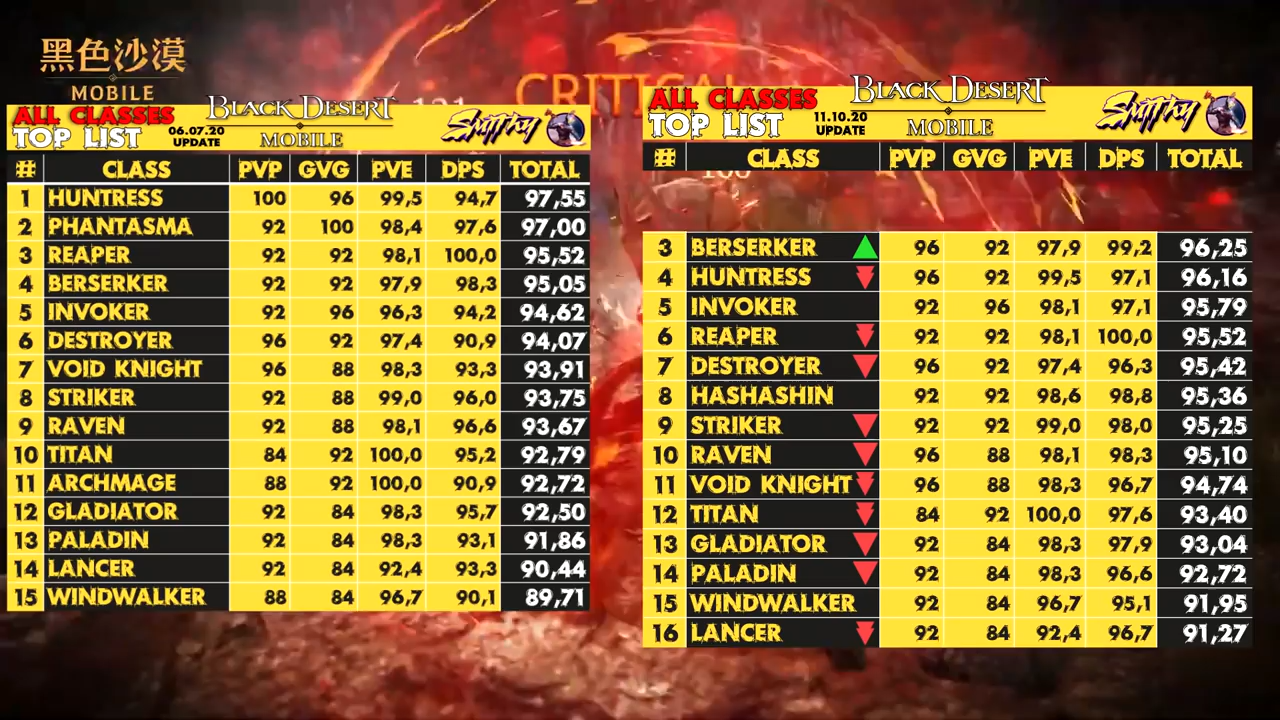 黑色沙漠
MOBILE
CRITICAL
ALL CLASSES
TOP LIST
06.07.20
UPDATE
BLACK DESERT
MOBILE
# CLASS PVP GVG PVE DPS TOTAL
1 HUNTRESS 100 96 99,5 94,7 97,55
2 PHANTASMA 92 100 98,4 97,6 97,00
3 REAPER 92 92 98,1 100,0 95,52
4 BERSERKER 92 92 97,9 98,3 95,05
5 INVOKER 92 96 96,3 94,2 94,62
6 DESTROYER 96 92 97,4 90,9 94,07
7 VOID KNIGHT 96 88 98,3 93,3 93,91
8 STRIKER 92 88 99,0 96,0 93,75
9 RAVEN 92 88 98,1 96,6 93,67
10 TITAN 84 92 100,0 95,2 92,79
11 ARCHMAGE 88 92 100,0 90,9 92,72
12 GLADIATOR 92 84 98,3 95,7 92,50
13 PALADIN 92 84 98,3 93,1 91,86
14 LANCER 92 84 92,4 93,3 90,44
15 WINDWALKER 88 84 96,7 90,1 89,71
ALL CLASSES
TOP LIST
11.10.20
UPDATE
BLACK DESERT
MOBILE
# CLASS PVP GVG PVE DPS TOTAL
3 BERSERKER 96 92 97,9 99,2 96,25
4 HUNTRESS 96 92 99,5 97,1 96,16
5 INVOKER 92 96 98,1 97,1 95,79
6 REAPER 92 92 98,1 100,0 95,52
7 DESTROYER 96 92 97,4 96,3 95,42
8 HASHASHIN 92 92 98,6 98,8 95,36
9 STRIKER 92 92 99,0 98,0 95,25
10 RAVEN 96 88 98,1 98,3 95,10
11 VOID KNIGHT 96 88 98,3 96,7 94,74
12 TITAN 84 92 100,0 97,6 93,40
13 GLADIATOR 92 84 98,3 97,9 93,04
14 PALADIN 92 84 98,3 96,6 92,72
15 WINDWALKER 92 84 96,7 95,1 91,95
16 LANCER 92 84 92,4 96,7 91,27